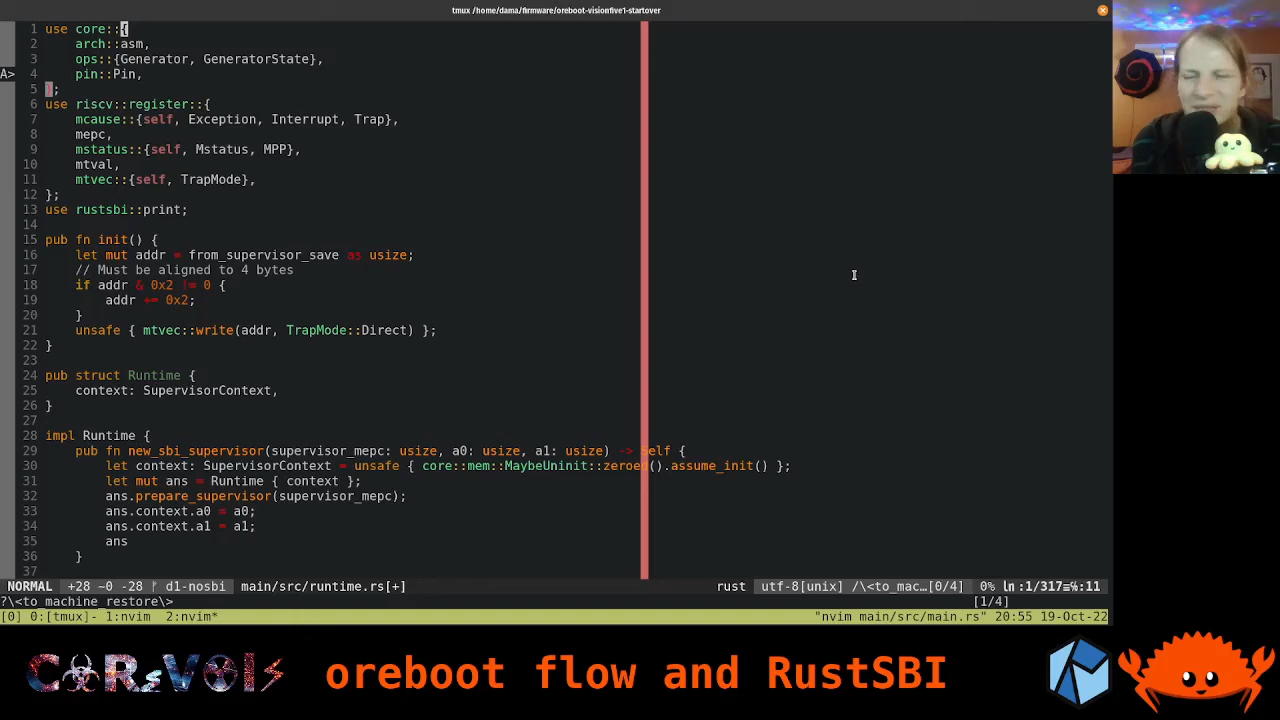 tmux /home/dama/firmware/oreboot-visionfive1-startover
1 use core::{
2 arch::asm,
3 ops::{Generator, GeneratorState},
A> 4 pin::Pin,
5 };
6 use riscv::register::{
7 mcause::{self, Exception, Interrupt, Trap},
8 mepc,
9 mstatus::{self, Mstatus, MPP},
10 mtval,
11 mtvec::{self, TrapMode},
12 };
13 use rustsbi::print;
14
15 pub fn init() {
16 let mut addr = from_supervisor_save as usize;
17 // Must be aligned to 4 bytes
18 if addr & 0x2 != 0 {
19 addr += 0x2;
20 }
21 unsafe { mtvec::write(addr, TrapMode::Direct) };
22 }
23
24 pub struct Runtime {
25 context: SupervisorContext,
26 }
27
28 impl Runtime {
29 pub fn new_sbi_supervisor(supervisor_mepc: usize, a0: usize, a1: usize) -> Self {
30 let context: SupervisorContext = unsafe { core::mem::MaybeUninit::zeroed().assume_init() };
31 let mut ans = Runtime { context };
32 ans.prepare_supervisor(supervisor_mepc);
33 ans.context.a0 = a0;
34 ans.context.a1 = a1;
35 ans
36 }
37
NORMAL +28 ~0 -28 ᚠ d1-nosbi main/src/runtime.rs[+] rust utf-8[unix] /\<to_mac…[0/4] 0% ln :1/317≡℅:11
?\<to_machine_restore\> [1/4]
[0] 0:[tmux]- 1:nvim 2:nvim* "nvim main/src/main.rs" 20:55 19-Oct-22
oreboot flow and RustSBI